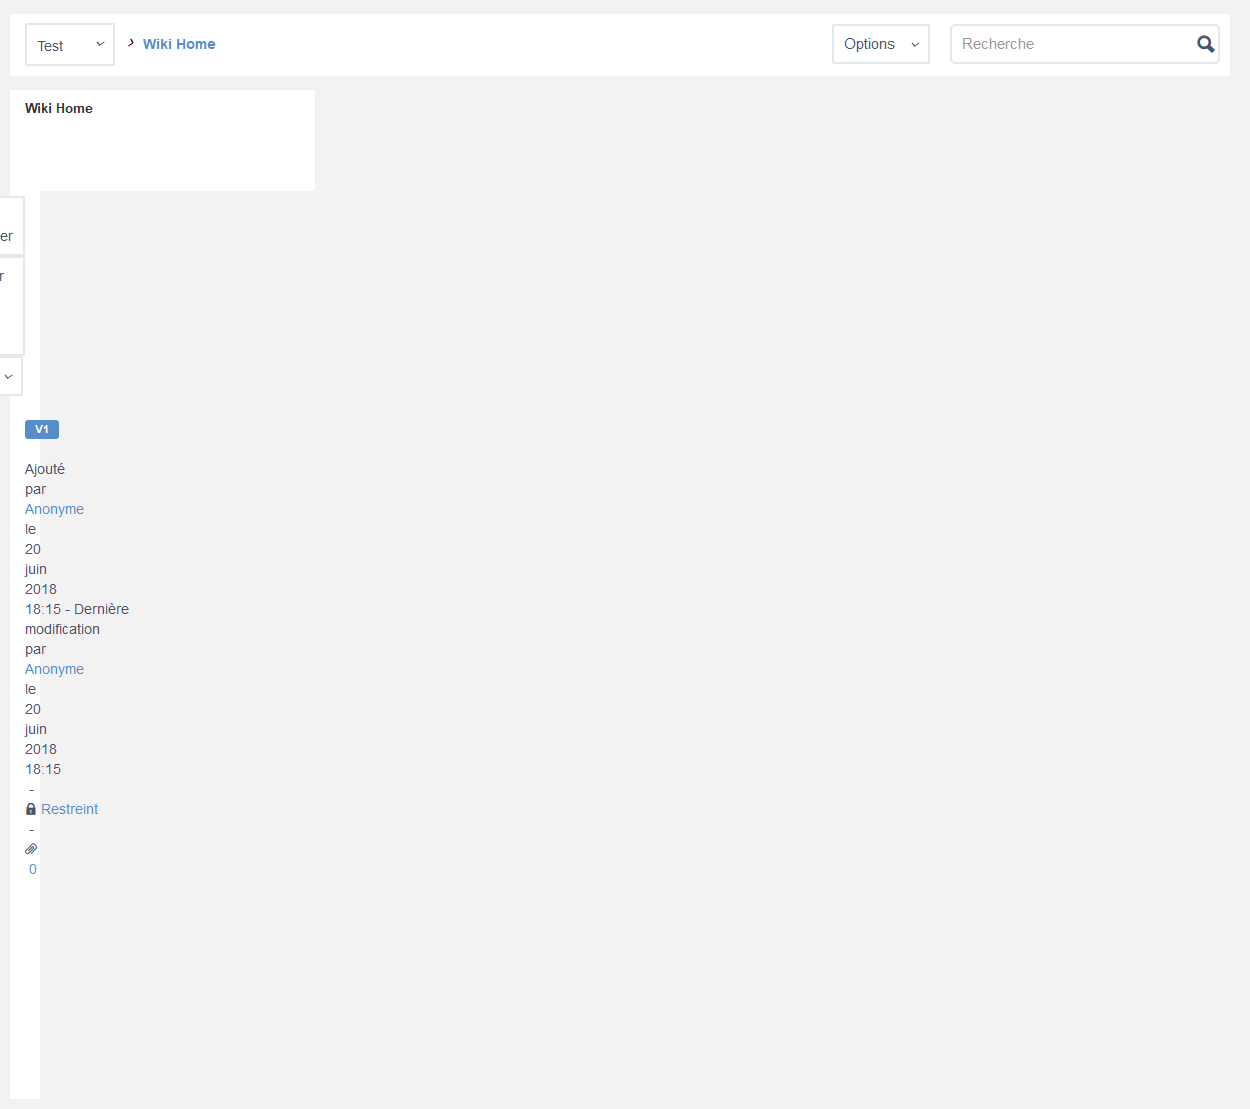 Test
Wiki Home
Options
Recherche
Wiki Home
er
r
V1
Ajouté
par
Anonyme
le
20
juin
2018
18:15 - Dernière
modification
par
Anonyme
le
20
juin
2018
18:15
-
Restreint
-
0